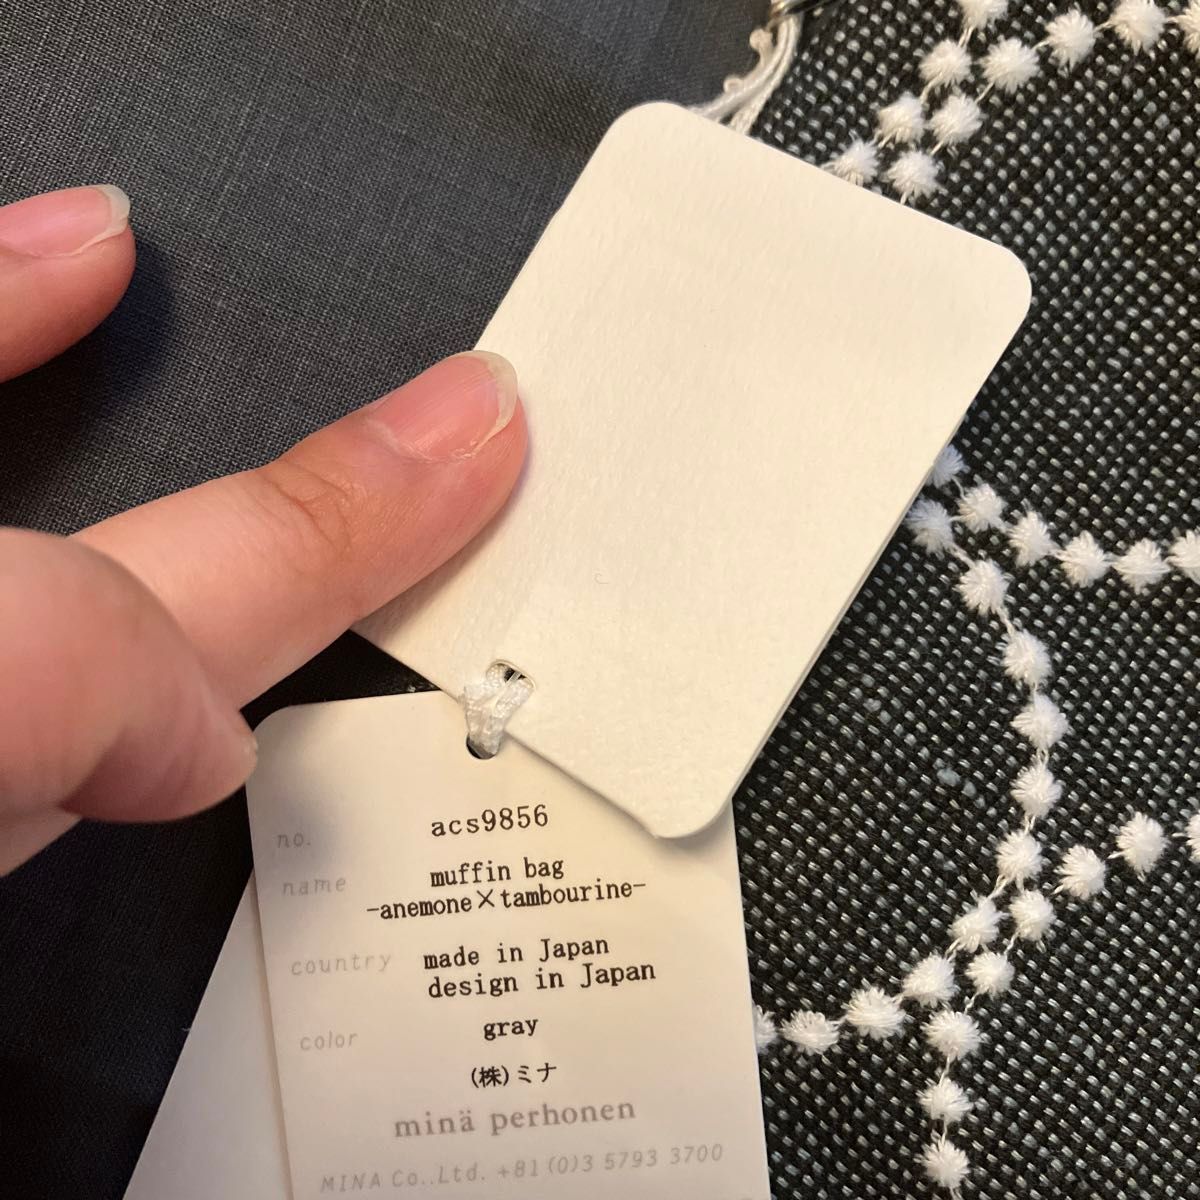 no. acs9856
name muffin bag
-anemone×tambourine-
country made in Japan
design in Japan
color gray
(株)ミナ
minä perhonen
MINA Co.,Ltd. +81(0)3 5793 3700